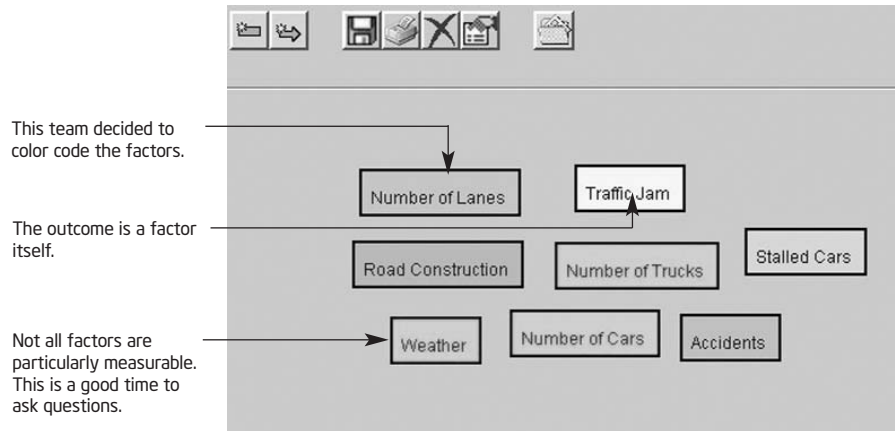 This team decided to
color code the factors.
Number of Lanes
Traffic Jam
The outcome is a factor
itself.
Road Construction
Number of Trucks
Stalled Cars
Not all factors are
particularly measurable.
This is a good time to
ask questions.
Weather
Number of Cars
Accidents